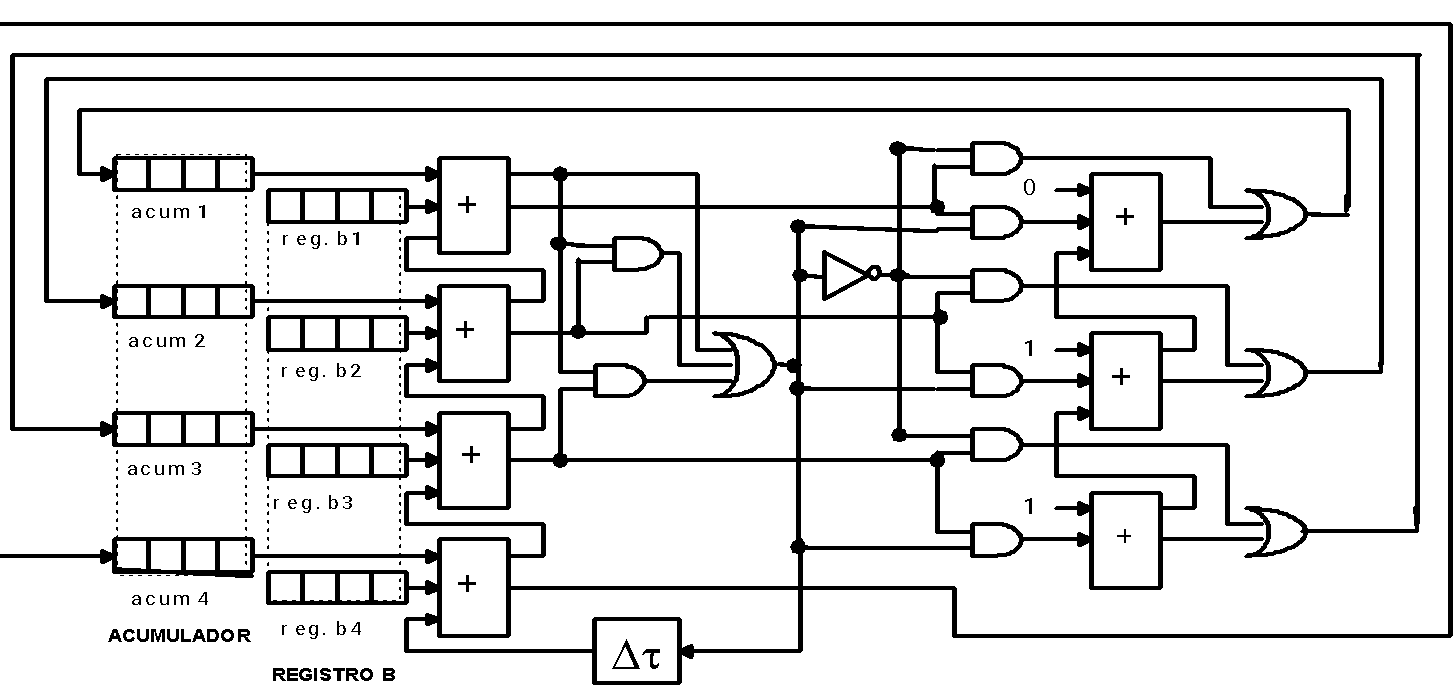 0
acum 1
+
+
reg. b1
1
acum 2
+
+
reg. b2
acum 3
+
reg. b3
1
+
acum 4
+
reg. b4
ACUMULADOR
Δτ
REGISTRO B